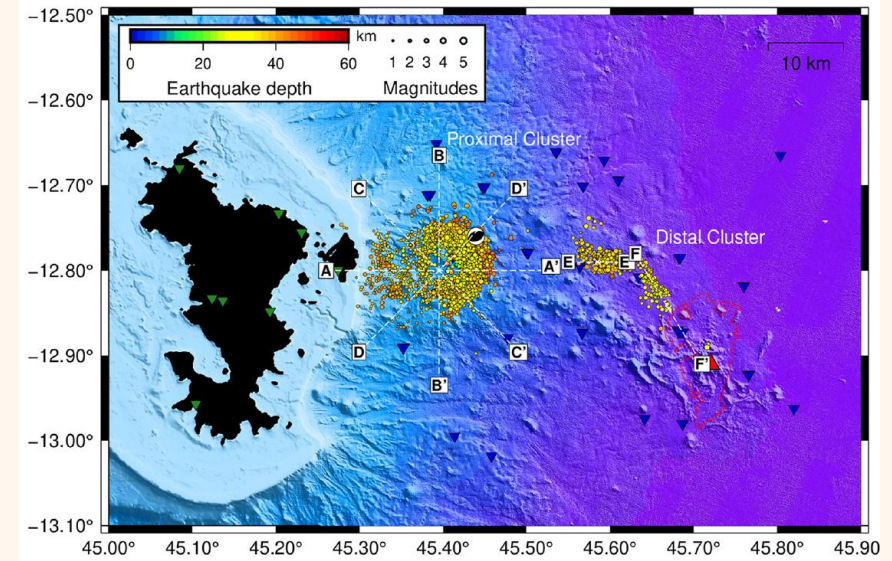 −12.50°
−12.60°
−12.70°
−12.80°
−12.90°
−13.00°
−13.10°
45.00° 45.10° 45.20° 45.30° 45.40° 45.50° 45.60° 45.70° 45.80° 45.90°
km
0 20 40 60
Earthquake depth
1 2 3 4 5
Magnitudes
10 km
Proximal Cluster
B
C
D'
Distal Cluster
A
A'
E
E'
F
D
C'
F'
B'